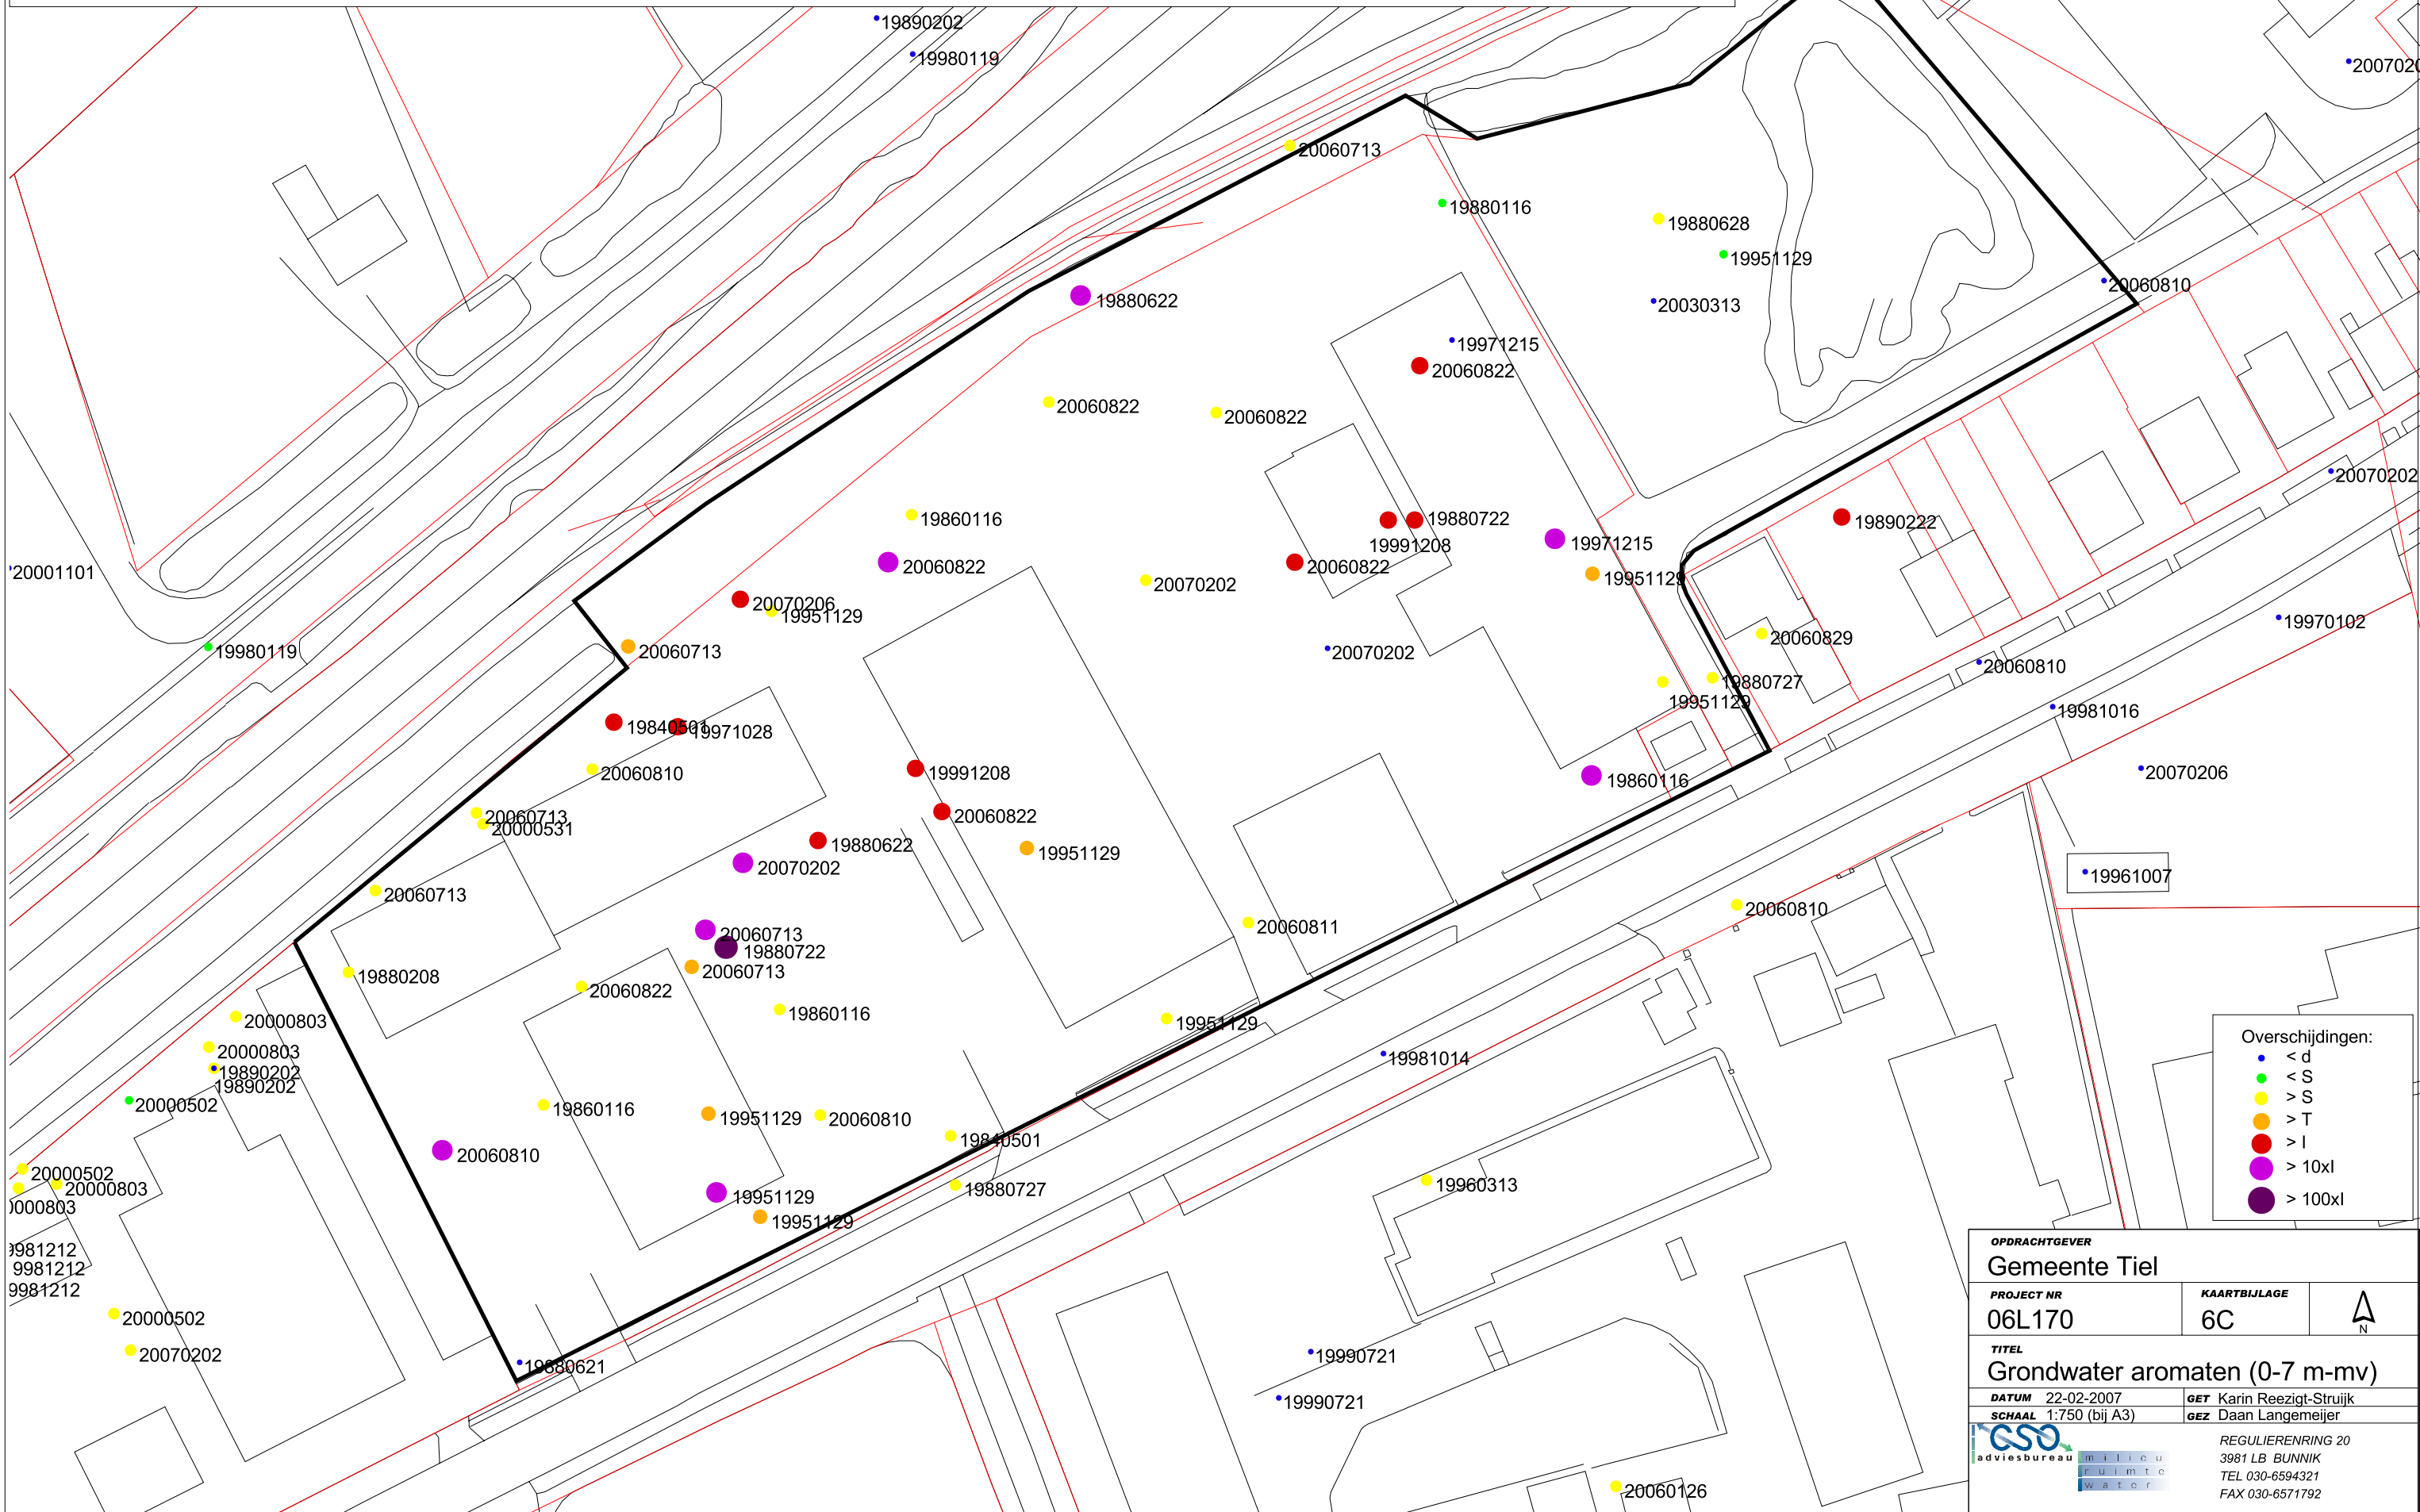 19890202
19980119
20060713
19880116
19880628
19951129
20030313
20060810
19880622
19971215
20060822
20060822
20060822
20070202
19860116
19880722
19991208
19890222
20060822
20060822
19971215
20001101
19951129
20070202
20070206
19951129
19970102
20060829
19980119
20060713
20070202
20060810
19880727
19951129
19981016
19840501
19971028
20060810
19991208
20070206
19860116
20060713
20000531
20060822
19880622
19951129
20070202
19961007
20060713
20060810
20060811
20060713
19880722
20060713
19880208
20060822
19860116
20000803
19951129
20000803
19981014
19890202
19890202
20000502
19860116
19951129
20060810
19840501
20060810
20000502
20000803
19880727
19951129
19960313
19951129
20000502
20070202
19880621
19990721
19990721
20060126
Overschijdingen:
< d
< S
> S
> T
> I
> 10xI
> 100xI
OPDRACHTGEVER
Gemeente Tiel
PROJECT NR
06L170
KAARTBIJLAGE
6C
N
TITEL
Grondwater aromaten (0-7 m-mv)
DATUM 22-02-2007
GET Karin Reezigt-Struijk
SCHAAL 1:750 (bij A3)
GEZ Daan Langemeijer
CSO
adviesbureau
milieu
ruimte
water
REGULIERENRING 20
3981 LB BUNNIK
TEL 030-6594321
FAX 030-6571792